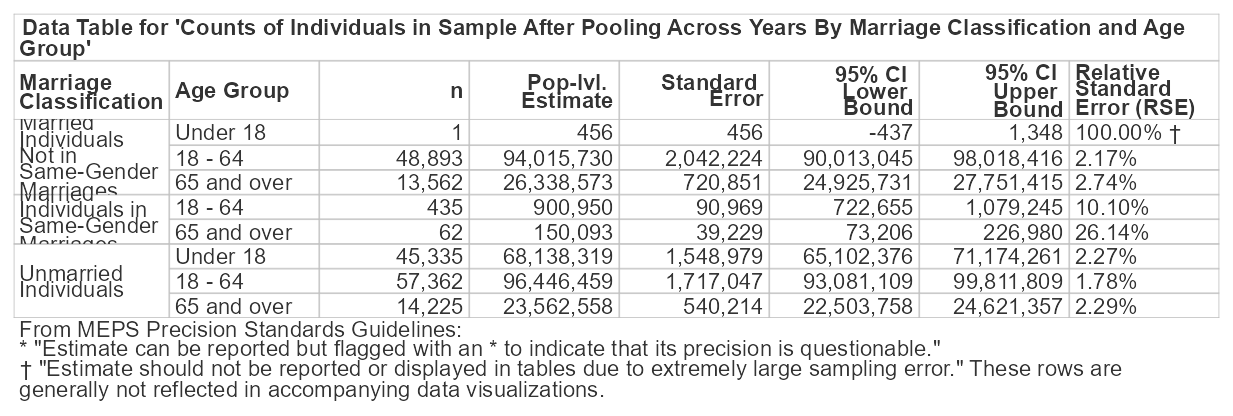 Data Table for 'Counts of Individuals in Sample After Pooling Across Years By Marriage Classification and Age
Group'
Marriage Classification Age Group n Pop-lvl. Estimate Standard Error 95% CI Lower Bound 95% CI Upper Bound Relative Standard Error (RSE)
Married Individuals Not in Same-Gender Marriages
Under 18 1 456 456 -437 1,348 100.00% †
18 - 64 48,893 94,015,730 2,042,224 90,013,045 98,018,416 2.17%
65 and over 13,562 26,338,573 720,851 24,925,731 27,751,415 2.74%
Married Individuals in Same-Gender Marriages
18 - 64 435 900,950 90,969 722,655 1,079,245 10.10%
65 and over 62 150,093 39,229 73,206 226,980 26.14%
Unmarried Individuals
Under 18 45,335 68,138,319 1,548,979 65,102,376 71,174,261 2.27%
18 - 64 57,362 96,446,459 1,717,047 93,081,109 99,811,809 1.78%
65 and over 14,225 23,562,558 540,214 22,503,758 24,621,357 2.29%
From MEPS Precision Standards Guidelines:
* "Estimate can be reported but flagged with an * to indicate that its precision is questionable."
† "Estimate should not be reported or displayed in tables due to extremely large sampling error." These rows are
generally not reflected in accompanying data visualizations.